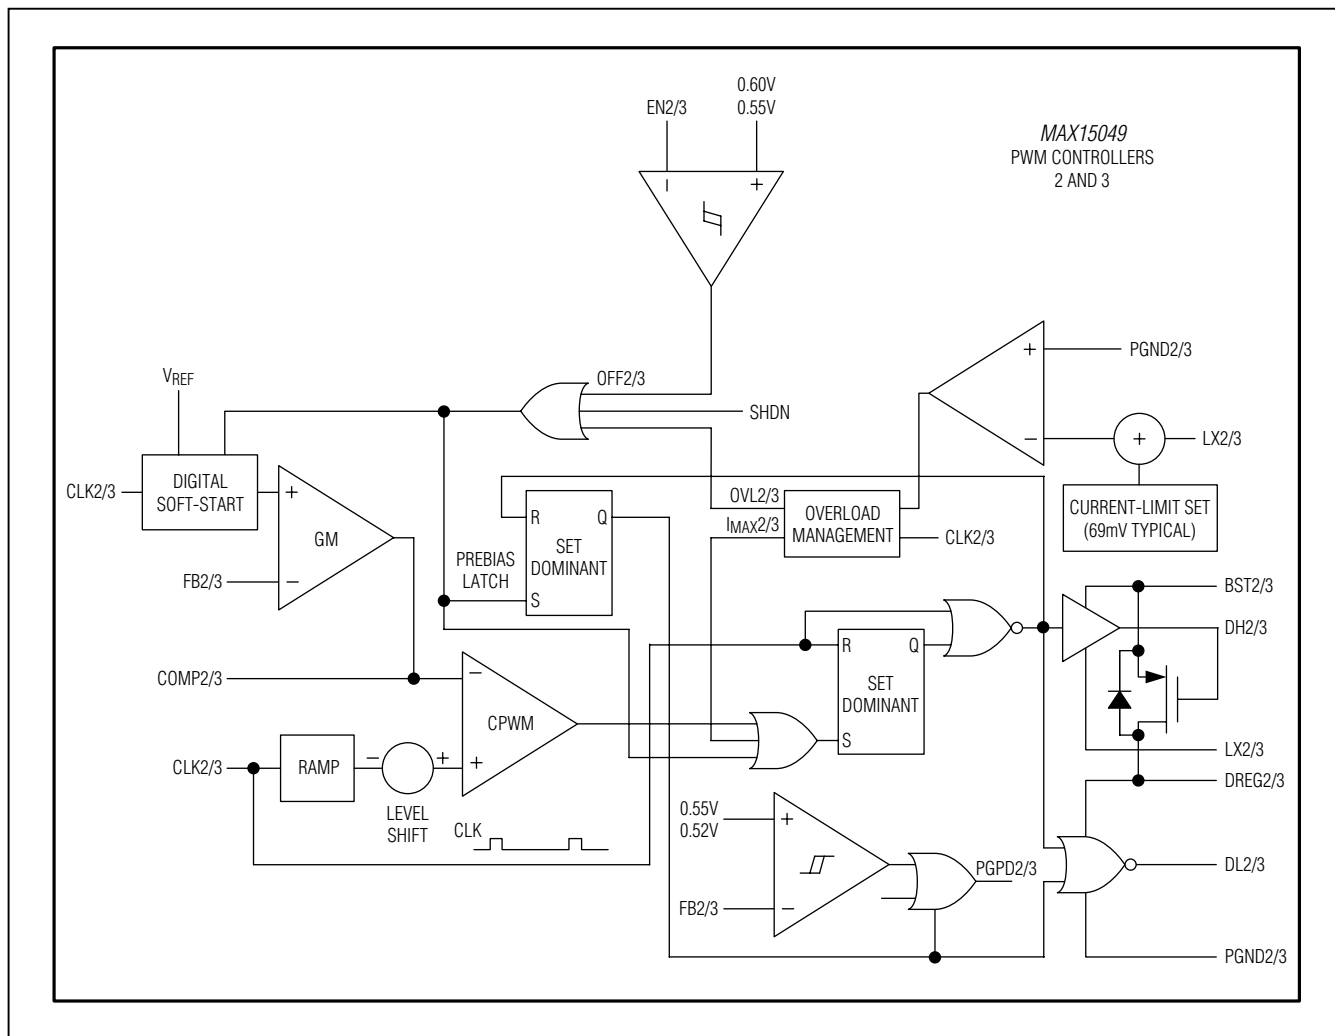 0.60V
EN2/3
0.55V
MAX15049
PWM CONTROLLERS
2 AND 3
−
+
OFF2/3
VREF
+
PGND2/3
SHDN
−
+
LX2/3
CLK2/3
DIGITAL
SOFT-START
+
GM
−
FB2/3
R
Q
SET
DOMINANT
S
PREBIAS
LATCH
OVL2/3
IMAX2/3
OVERLOAD
MANAGEMENT
CLK2/3
CURRENT-LIMIT SET
(69mV TYPICAL)
BST2/3
DH2/3
COMP2/3
−
CPWM
+
R
Q
SET
DOMINANT
S
LX2/3
CLK2/3
RAMP
−
+
LEVEL
SHIFT
CLK
DREG2/3
0.55V
0.52V
+
−
FB2/3
PGPD2/3
DL2/3
PGND2/3